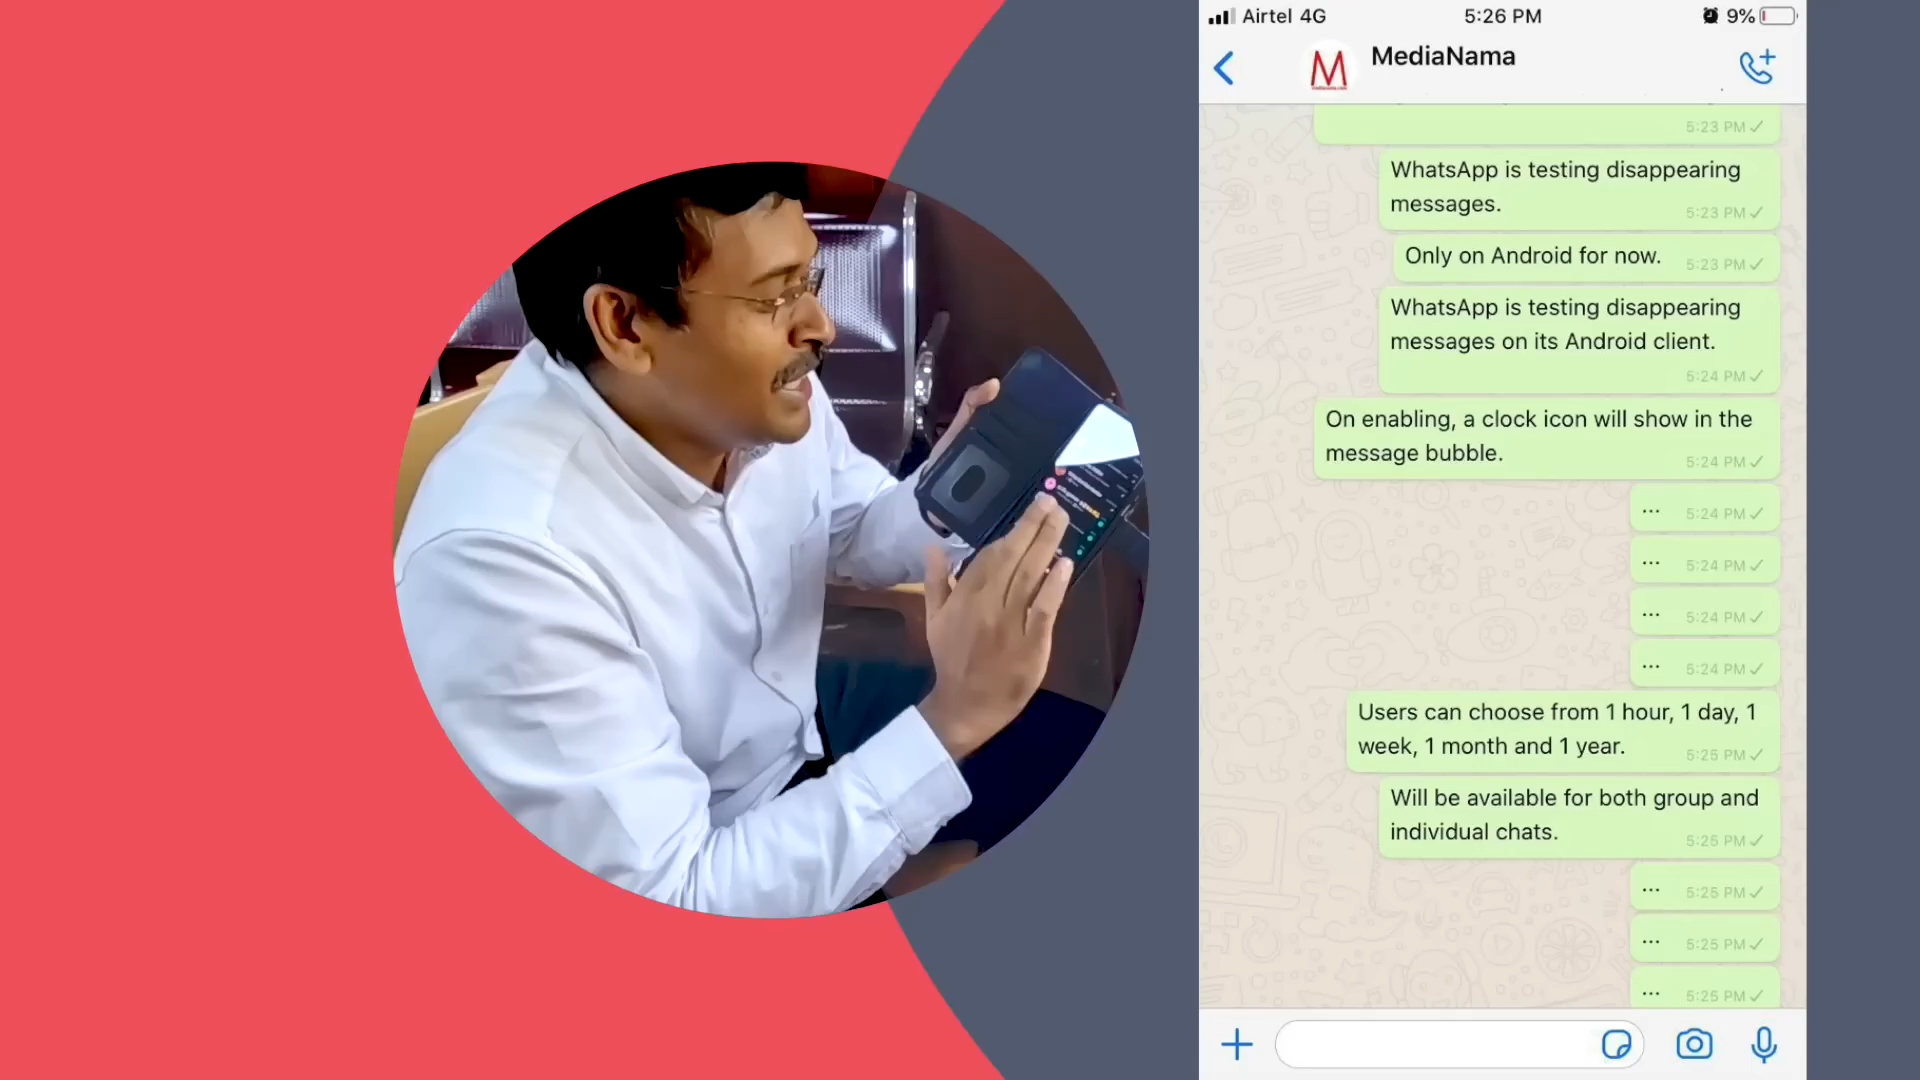 Airtel 4G 5:26 PM 9%
MediaNama
5:23 PM
WhatsApp is testing disappearing
messages.
5:23 PM
Only on Android for now.
5:23 PM
WhatsApp is testing disappearing
messages on its Android client.
5:24 PM
On enabling, a clock icon will show in the
message bubble.
5:24 PM
... 5:24 PM
... 5:24 PM
... 5:24 PM
... 5:24 PM
Users can choose from 1 hour, 1 day, 1
week, 1 month and 1 year.
5:25 PM
Will be available for both group and
individual chats.
5:25 PM
... 5:25 PM
... 5:25 PM
... 5:25 PM